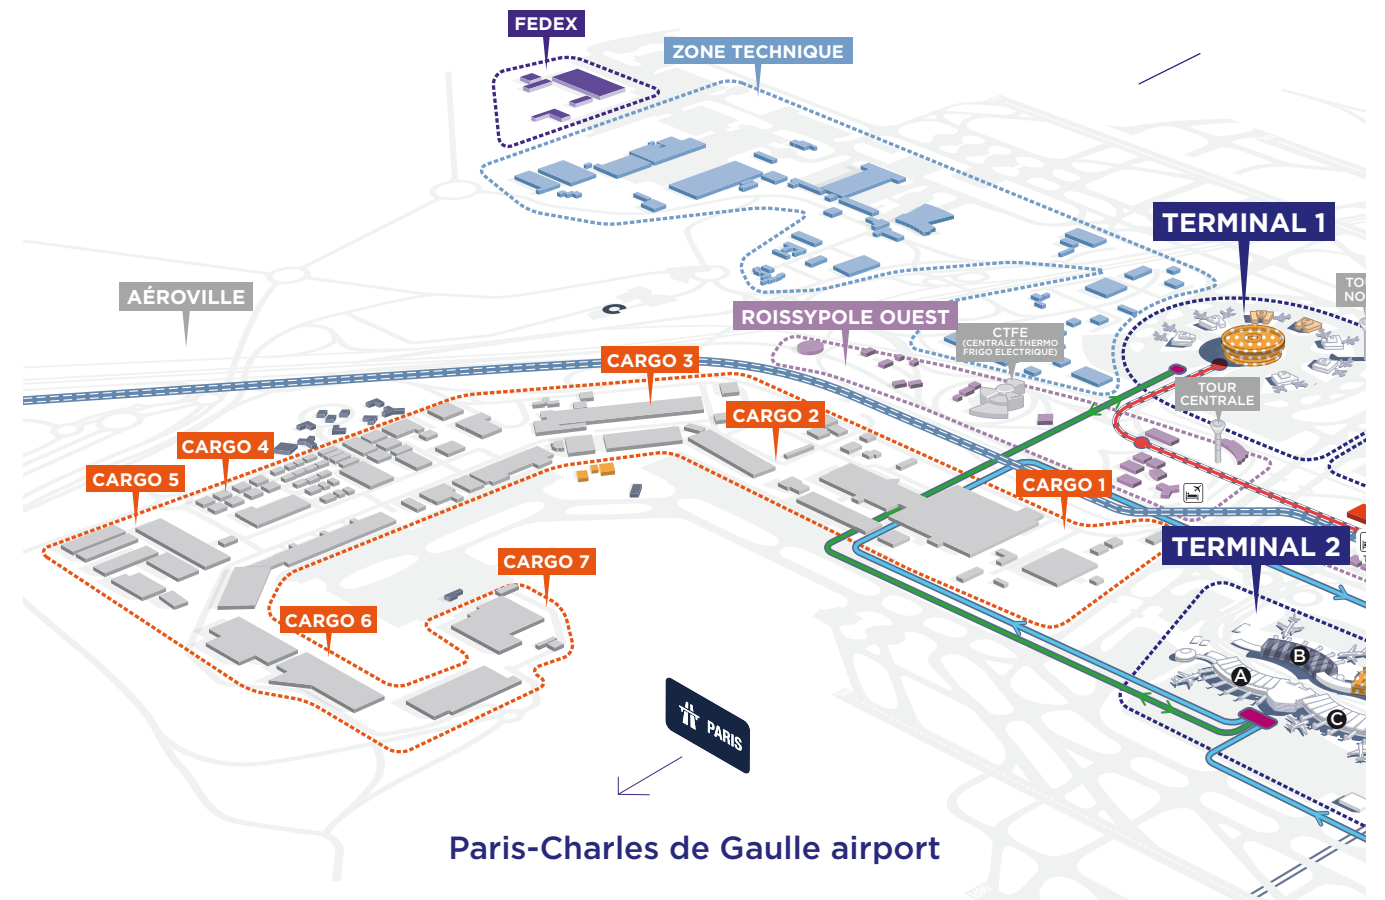 FEDEX
ZONE TECHNIQUE
TERMINAL 1
AÉROVILLE
ROISSYPOLE OUEST
CTFE
(CENTRALE THERMO
FRIGO ELECTRIQUE)
CARGO 3
TOUR
CENTRALE
CARGO 2
CARGO 4
CARGO 5
CARGO 1
TERMINAL 2
CARGO 7
CARGO 6
B
A
C
PARIS
Paris-Charles de Gaulle airport